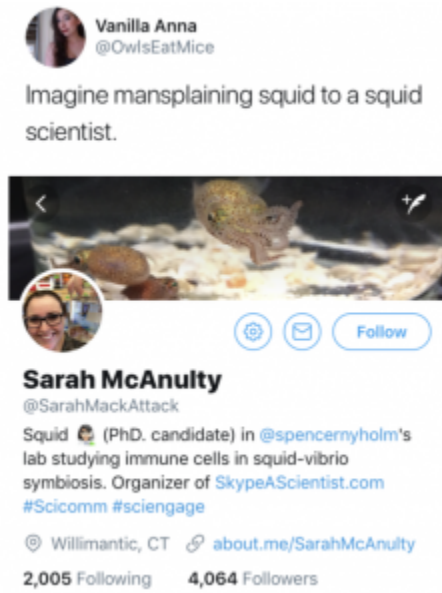 Vanilla Anna
@OwlsEatMice
Imagine mansplaining squid to a squid
scientist.
Follow
Sarah McAnulty
@SarahMackAttack
Squid 👩🏻‍🔬 (PhD. candidate) in @spencernyholm's
lab studying immune cells in squid-vibrio
symbiosis. Organizer of SkypeAScientist.com
#Scicomm #sciengage
Willimantic, CT about.me/SarahMcAnulty
2,005 Following 4,064 Followers